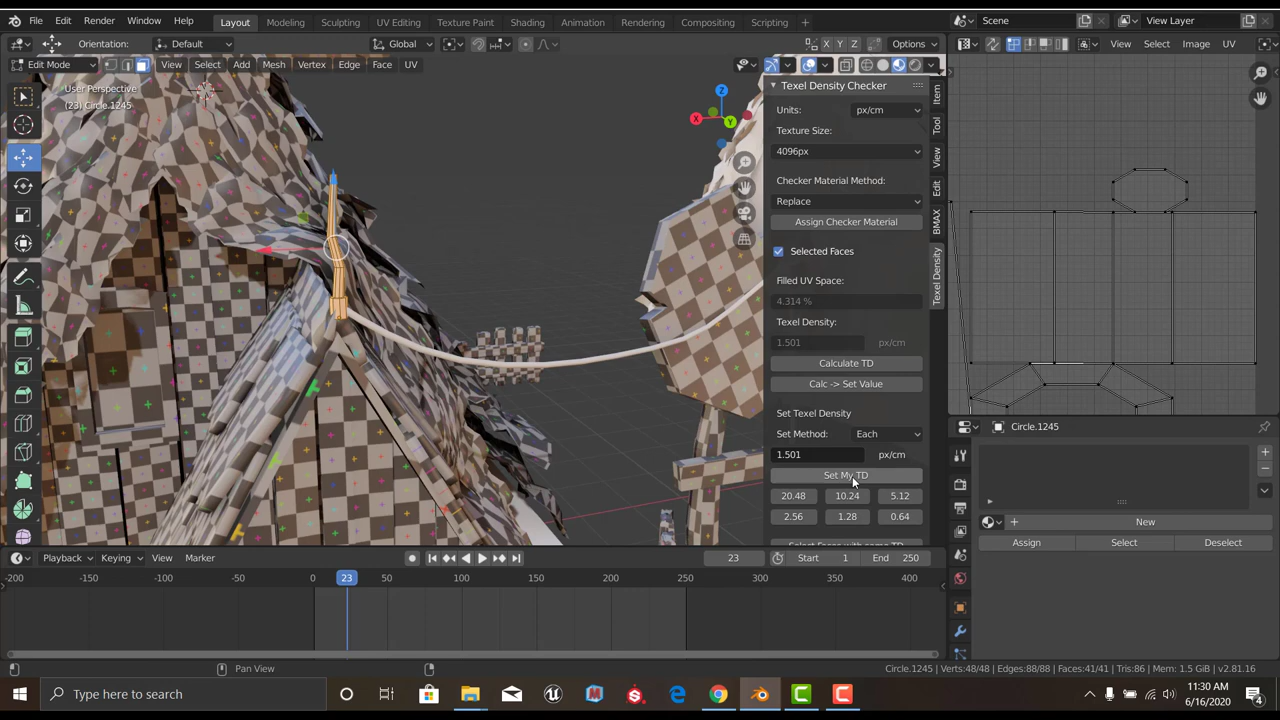 File Edit Render Window Help Layout Modeling Sculpting UV Editing Texture Paint Shading Animation Rendering Compositing Scripting + Scene View Layer
Orientation: Default Global X Y Z Options View Select Image UV
Edit Mode View Select Add Mesh Vertex Edge Face UV
User Perspective
(23) Circle.1245
Z
X Y
Texel Density Checker
Units: px/cm
Texture Size:
4096px
Checker Material Method:
Replace
Assign Checker Material
Selected Faces
Filled UV Space:
4.314 %
Texel Density:
1.501 px/cm
Calculate TD
Calc -> Set Value
Set Texel Density
Set Method: Each
1.501 px/cm
Set My TD
20.48 10.24 5.12
2.56 1.28 0.64
Select Faces with same TD
Item
Tool
View
Edit
BMAX
Texel Density
Circle.1245
+
−
+ New
Assign Select Deselect
Playback Keying View Marker 23 Start 1 End 250
-200 -150 -100 -50 0 23 50 100 150 200 250 300 350 400
Pan View Circle.1245 | Verts:48/48 | Edges:88/88 | Faces:41/41 | Tris:86 | Mem: 1.5 GiB | v2.81.16
Type here to search
11:30 AM
6/16/2020
4